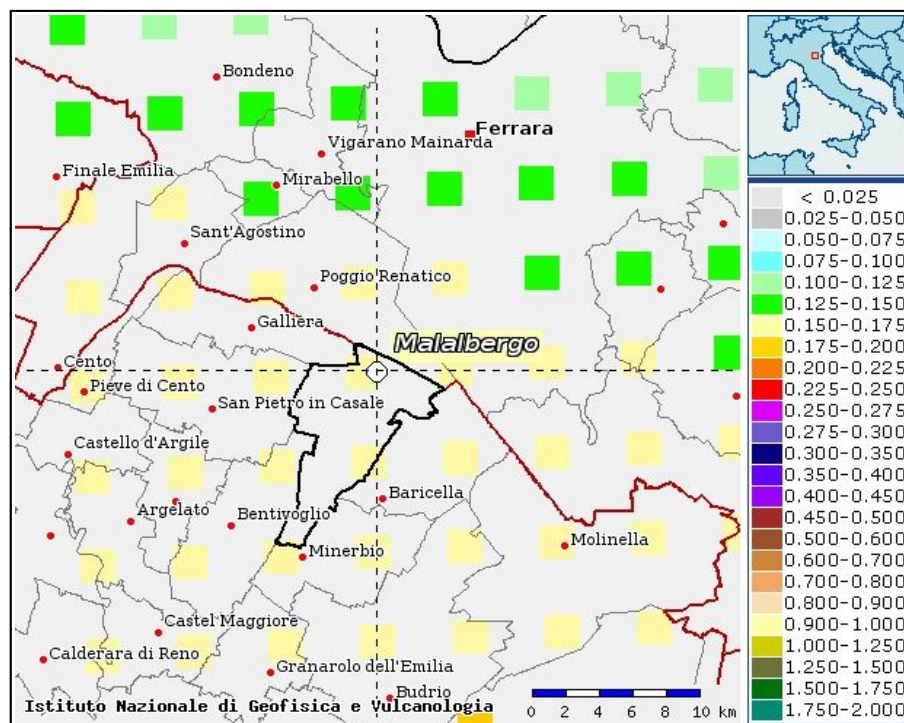 Bondeno
Ferrara
Vigarano Mainarda
Finale Emilia
Mirabello
Sant'Agostino
Poggio Renatico
Galliera
Malalbergo
Cento
Pieve di Cento
San Pietro in Casale
Castello d'Argile
Baricella
Argelato
Bentivoglio
Minerbio
Molinella
Castel Maggiore
Calderara di Reno
Granarolo dell'Emilia
Budrio
Istituto Nazionale di Geofisica e Vulcanologia
0 2 4 6 8 10 km
< 0.025
0.025-0.050
0.050-0.075
0.075-0.100
0.100-0.125
0.125-0.150
0.150-0.175
0.175-0.200
0.200-0.225
0.225-0.250
0.250-0.275
0.275-0.300
0.300-0.350
0.350-0.400
0.400-0.450
0.450-0.500
0.500-0.600
0.600-0.700
0.700-0.800
0.800-0.900
0.900-1.000
1.000-1.250
1.250-1.500
1.500-1.750
1.750-2.000